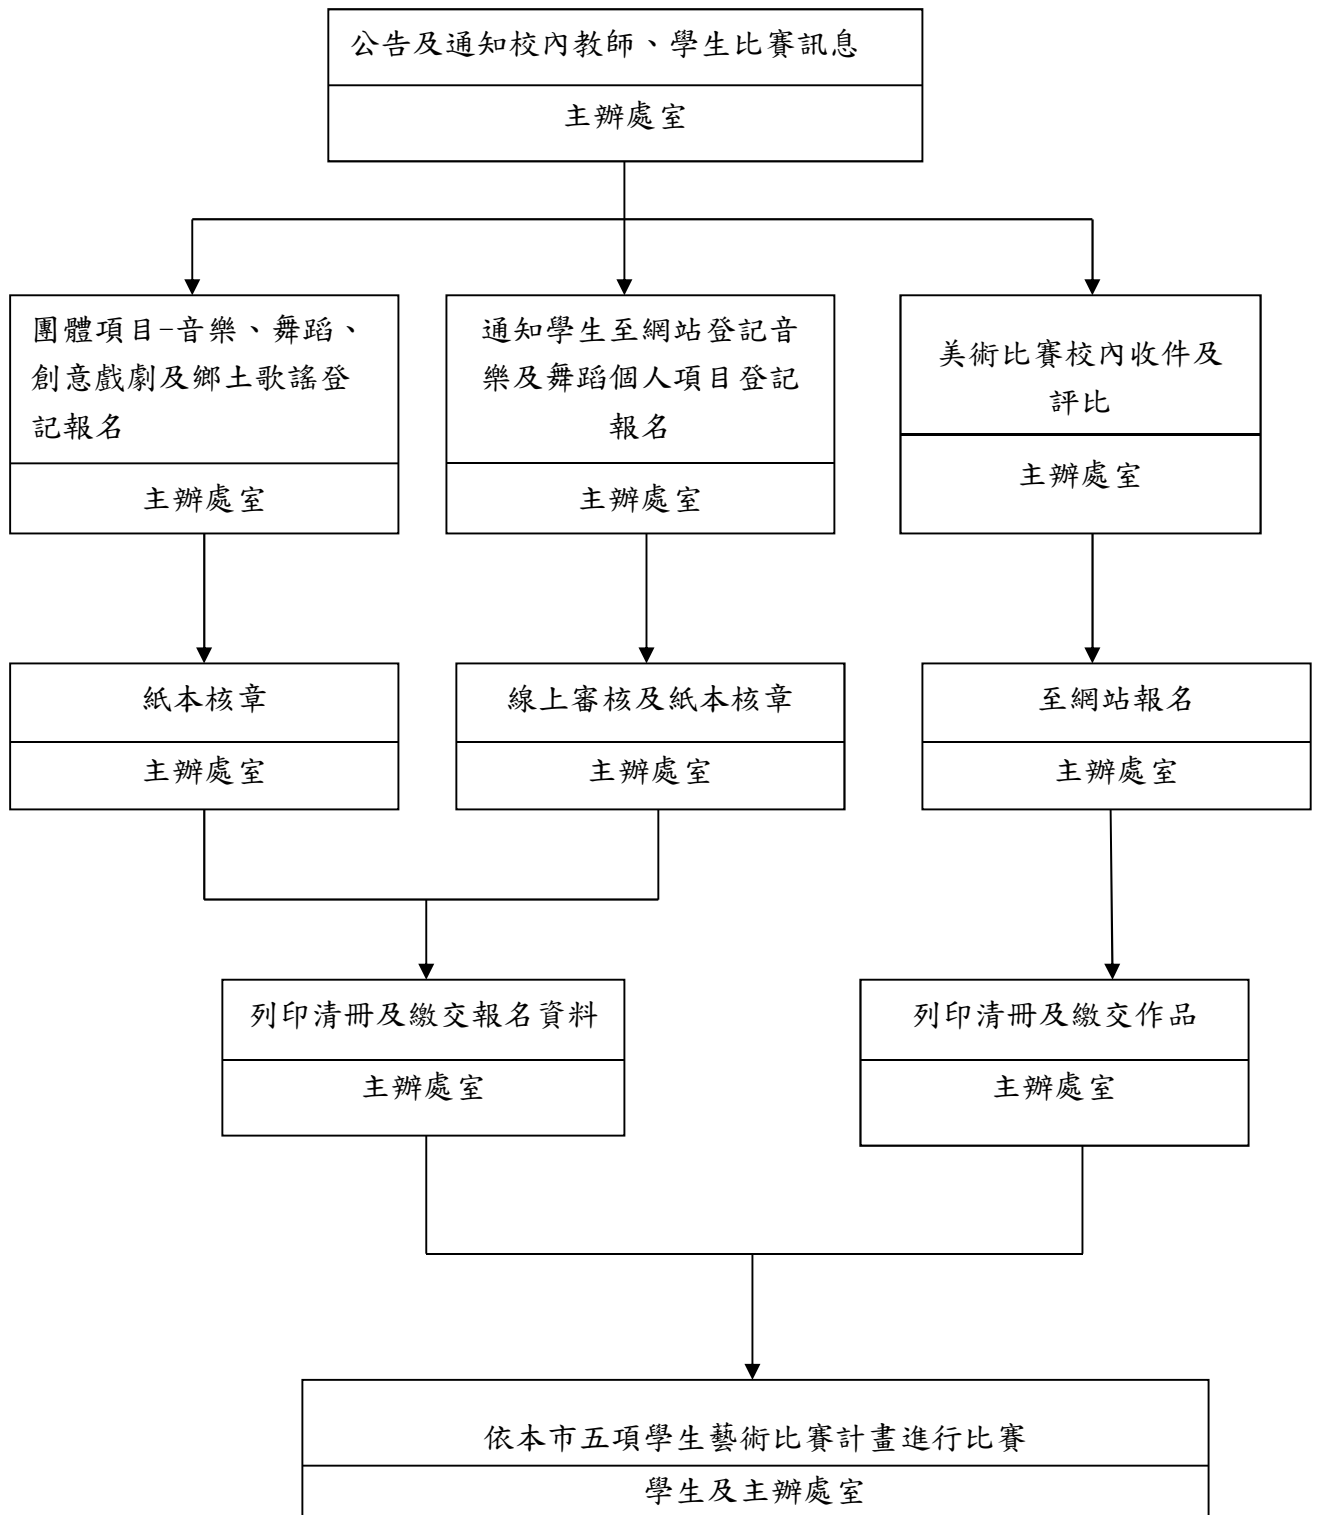 公告及通知校內教師、學生比賽訊息
主辦處室
團體項目-音樂、舞蹈、
創意戲劇及鄉土歌謠登
記報名
主辦處室
通知學生至網站登記音
樂及舞蹈個人項目登記
報名
主辦處室
美術比賽校內收件及
評比
主辦處室
紙本核章
主辦處室
線上審核及紙本核章
主辦處室
至網站報名
主辦處室
列印清冊及繳交報名資料
主辦處室
列印清冊及繳交作品
主辦處室
依本市五項學生藝術比賽計畫進行比賽
學生及主辦處室